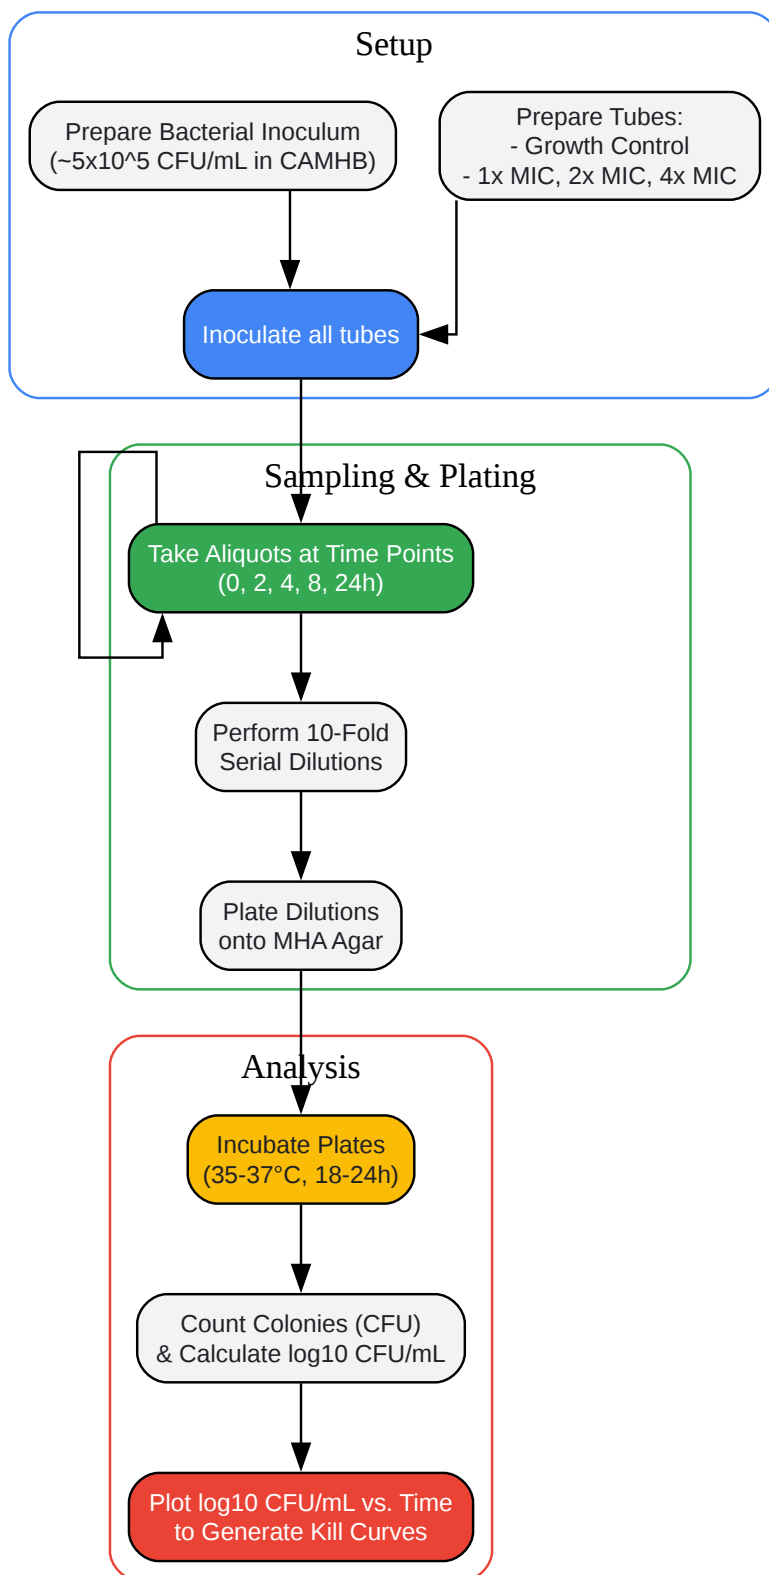 Setup
Prepare Bacterial Inoculum
(~5x10^5 CFU/mL in CAMHB)
Prepare Tubes:
- Growth Control
- 1x MIC, 2x MIC, 4x MIC
Inoculate all tubes
Sampling & Plating
Take Aliquots at Time Points
(0, 2, 4, 8, 24h)
Perform 10-Fold
Serial Dilutions
Plate Dilutions
onto MHA Agar
Analysis
Incubate Plates
(35-37°C, 18-24h)
Count Colonies (CFU)
& Calculate log10 CFU/mL
Plot log10 CFU/mL vs. Time
to Generate Kill Curves